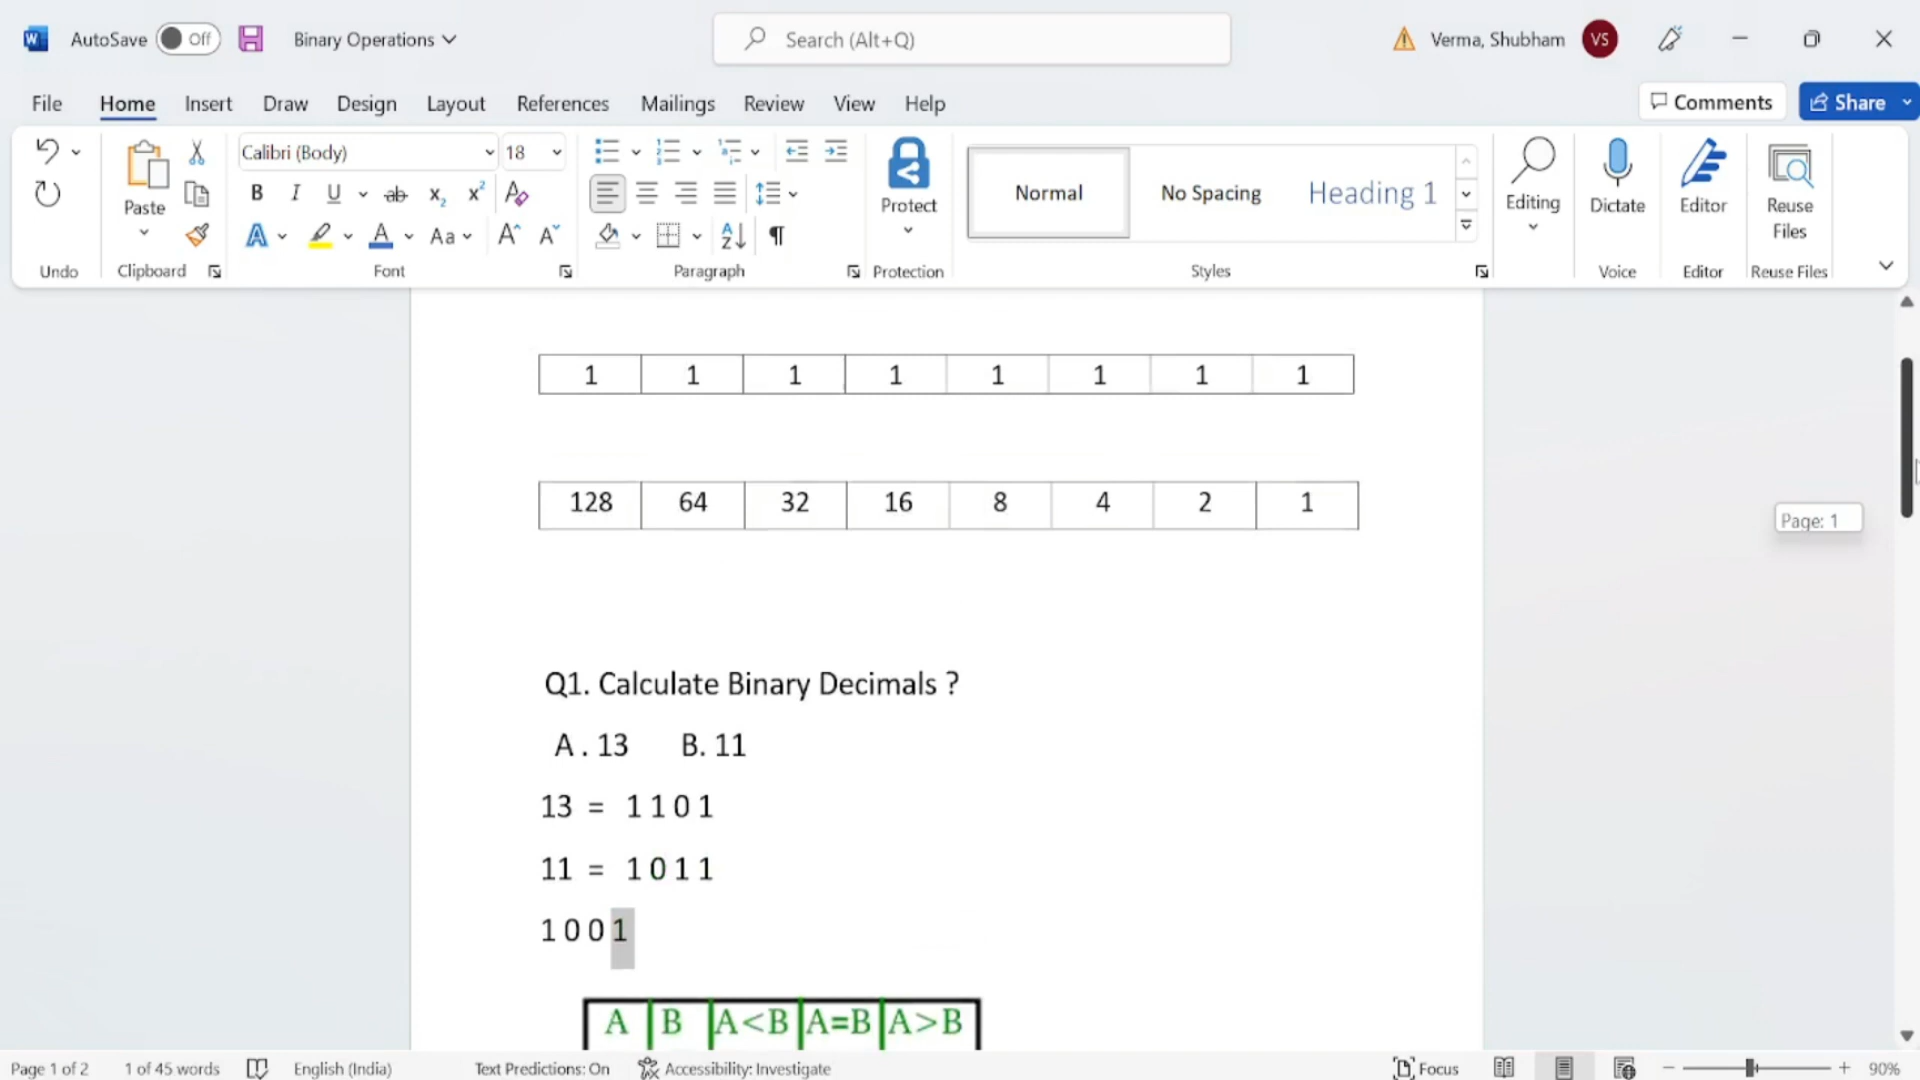 AutoSave Off Binary Operations Search (Alt+Q) Verma, Shubham VS
File Home Insert Draw Design Layout References Mailings Review View Help Comments Share
Calibri (Body) 18
Paste
B I U ab x₂ x²
A A Aa A A A Z
Protect
Normal No Spacing Heading 1
Editing Dictate Editor Reuse Files
Undo Clipboard Font Paragraph Protection Styles Voice Editor Reuse Files
1 1 1 1 1 1 1 1
128 64 32 16 8 4 2 1
Page: 1
Q1. Calculate Binary Decimals ?
A . 13 B. 11
13 = 1 1 0 1
11 = 1 0 1 1
1 0 0 1
A B A<B A=B A>B
Page 1 of 2 1 of 45 words English (India) Text Predictions: On Accessibility: Investigate Focus 90%